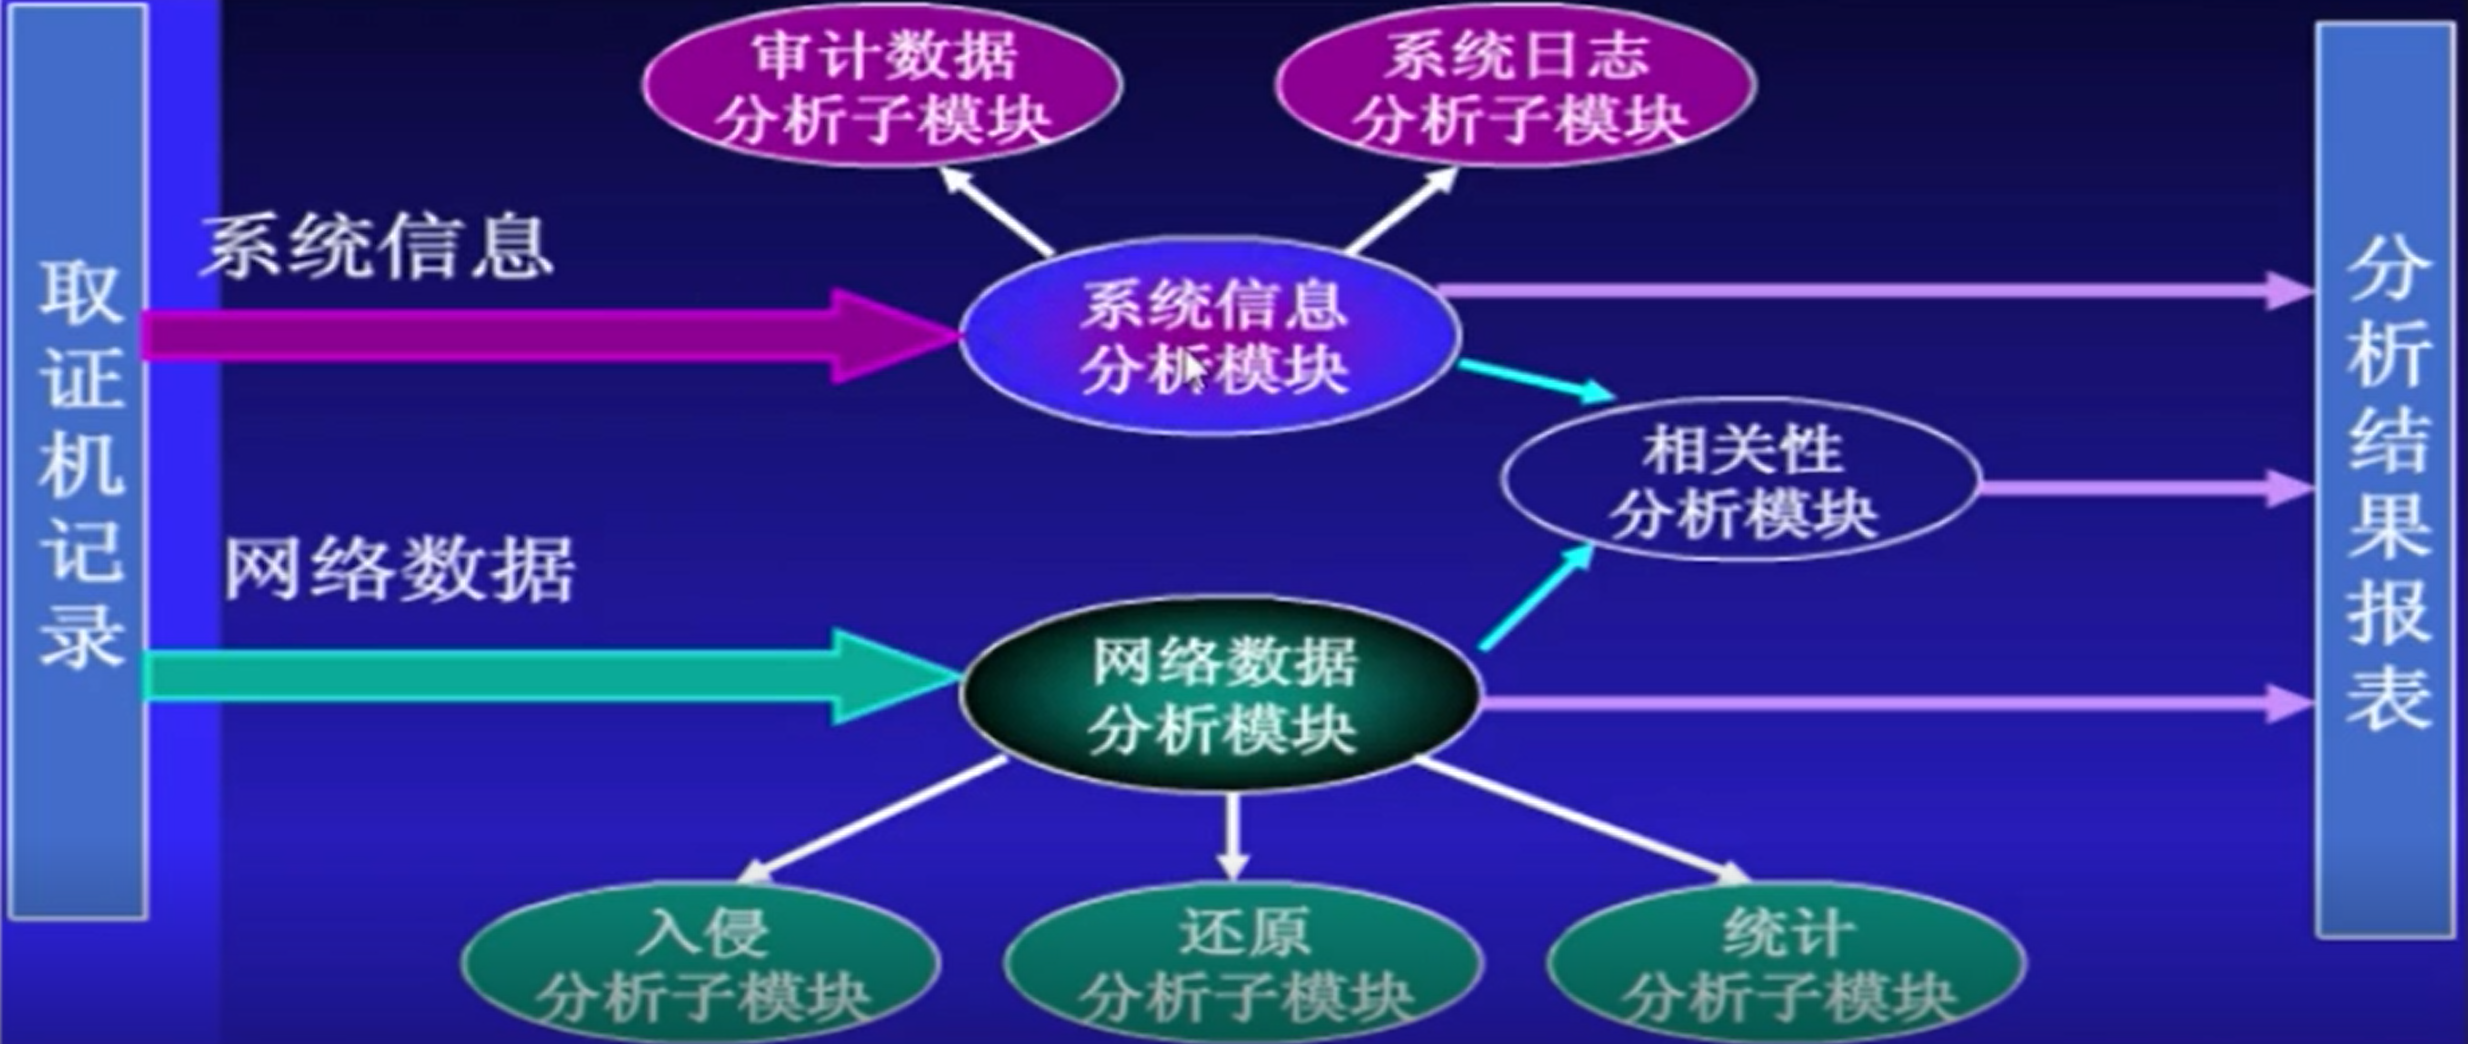 审计数据
分析子模块
系统日志
分析子模块
系统信息
取证机记录
系统信息
分析模块
相关性
分析模块
网络数据
网络数据
分析模块
入侵
分析子模块
还原
分析子模块
统计
分析子模块
分析结果报表